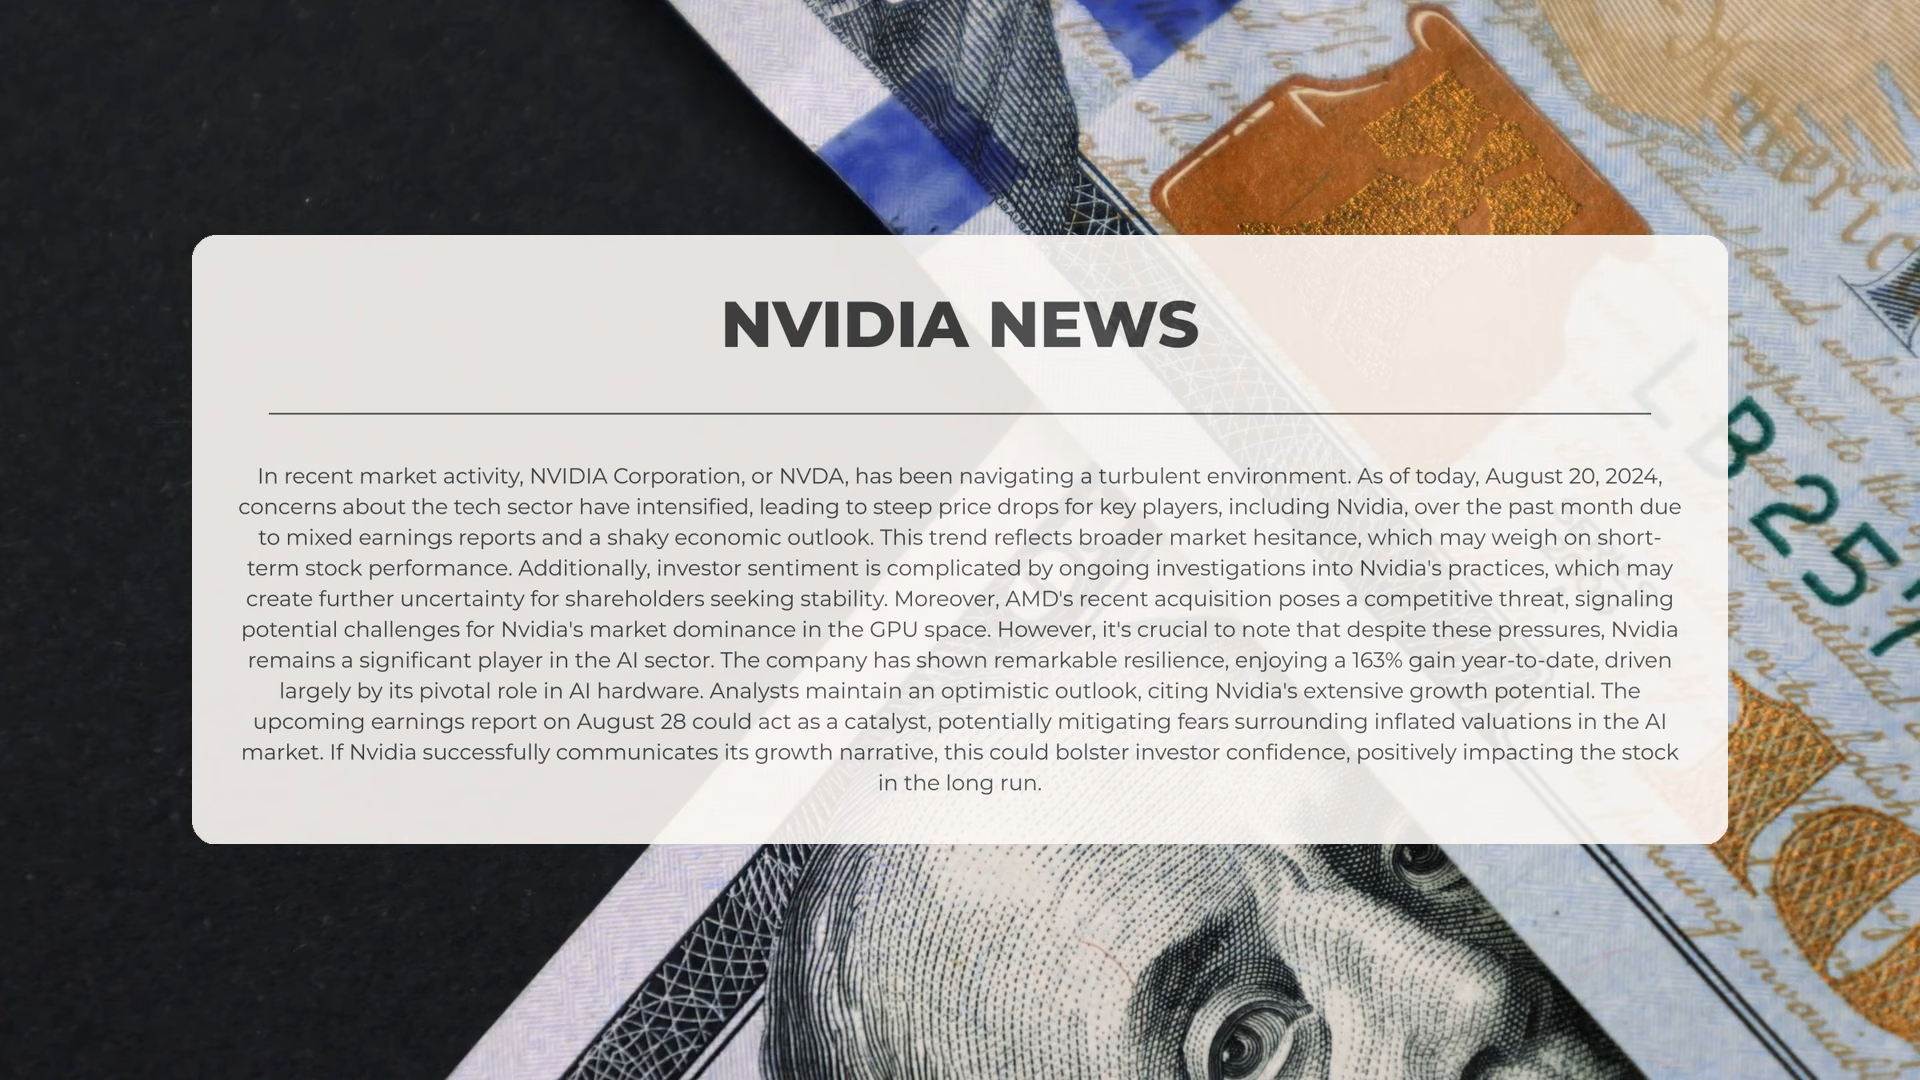 NVIDIA NEWS
In recent market activity, NVIDIA Corporation, or NVDA, has been navigating a turbulent environment. As of today, August 20, 2024,
concerns about the tech sector have intensified, leading to steep price drops for key players, including Nvidia, over the past month due
to mixed earnings reports and a shaky economic outlook. This trend reflects broader market hesitance, which may weigh on short-
term stock performance. Additionally, investor sentiment is complicated by ongoing investigations into Nvidia's practices, which may
create further uncertainty for shareholders seeking stability. Moreover, AMD's recent acquisition poses a competitive threat, signaling
potential challenges for Nvidia's market dominance in the GPU space. However, it's crucial to note that despite these pressures, Nvidia
remains a significant player in the AI sector. The company has shown remarkable resilience, enjoying a 163% gain year-to-date, driven
largely by its pivotal role in AI hardware. Analysts maintain an optimistic outlook, citing Nvidia's extensive growth potential. The
upcoming earnings report on August 28 could act as a catalyst, potentially mitigating fears surrounding inflated valuations in the AI
market. If Nvidia successfully communicates its growth narrative, this could bolster investor confidence, positively impacting the stock
in the long run.